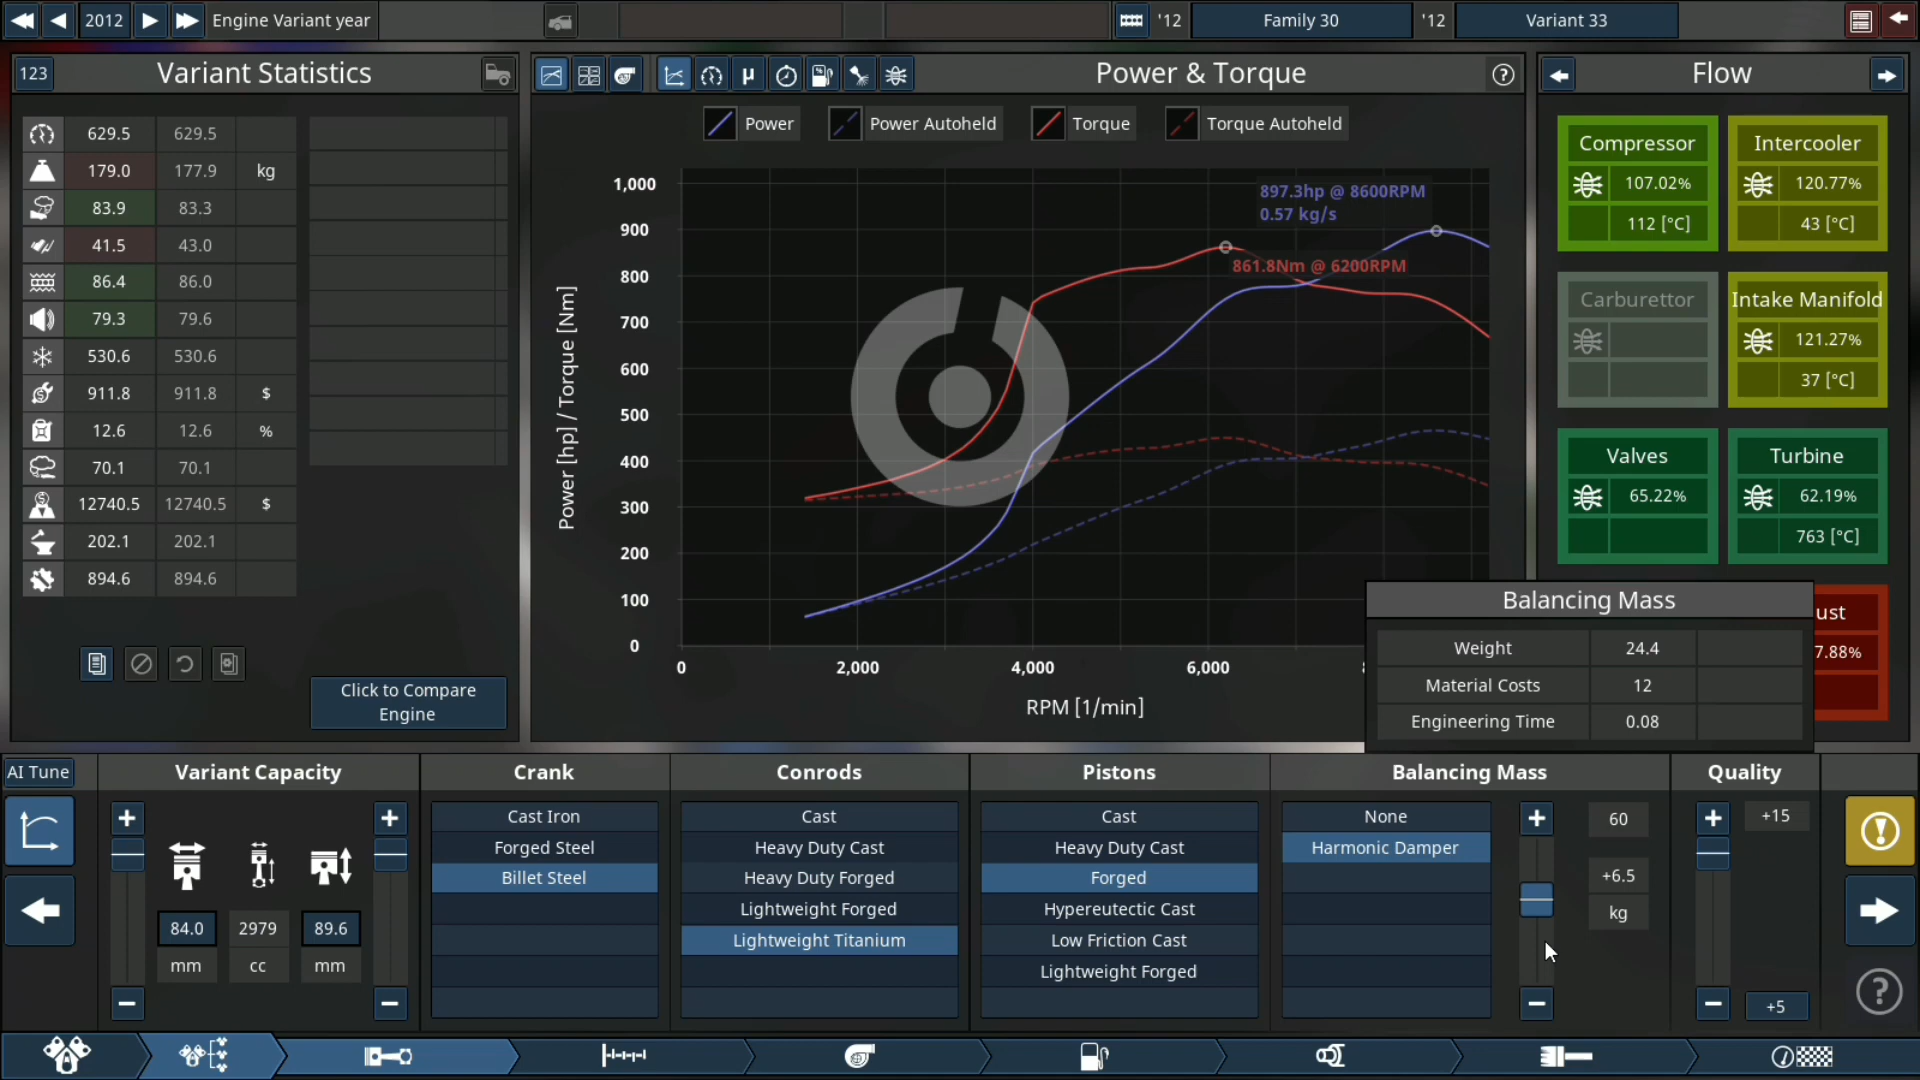 2012
Engine Variant year
'12
Family 30
'12
Variant 33
123
Variant Statistics
629.5 629.5
179.0 177.9 kg
83.9 83.3
41.5 43.0
86.4 86.0
79.3 79.6
530.6 530.6
911.8 911.8 $
12.6 12.6 %
70.1 70.1
12740.5 12740.5 $
202.1 202.1
894.6 894.6
Click to Compare
Engine
μ
Power & Torque
?
Power
Power Autoheld
Torque
Torque Autoheld
Power [hp] / Torque [Nm]
1,000
900
800
700
600
500
400
300
200
100
0
897.3hp @ 8600RPM
0.57 kg/s
861.8Nm @ 6200RPM
0 2,000 4,000 6,000
RPM [1/min]
Flow
Compressor
107.02%
112 [°C]
Intercooler
120.77%
43 [°C]
Carburettor
Intake Manifold
121.27%
37 [°C]
Valves
65.22%
Turbine
62.19%
763 [°C]
ust
7.88%
Balancing Mass
Weight 24.4
Material Costs 12
Engineering Time 0.08
AI Tune
Variant Capacity
84.0 2979 89.6
mm cc mm
Crank
Cast Iron
Forged Steel
Billet Steel
Conrods
Cast
Heavy Duty Cast
Heavy Duty Forged
Lightweight Forged
Lightweight Titanium
Pistons
Cast
Heavy Duty Cast
Forged
Hypereutectic Cast
Low Friction Cast
Lightweight Forged
Balancing Mass
None
Harmonic Damper
60
+6.5
kg
Quality
+15
+5
?